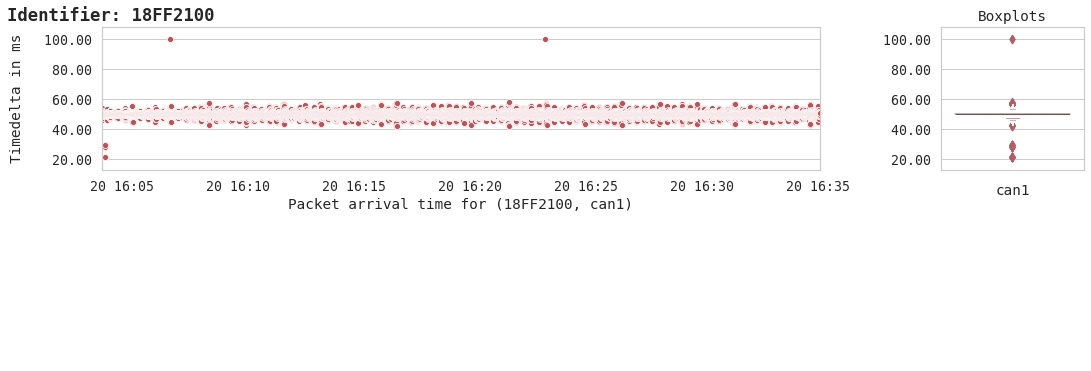 Identifier: 18FF2100
Timedelta in ms
100.00
80.00
60.00
40.00
20.00
20 16:05 20 16:10 20 16:15 20 16:20 20 16:25 20 16:30 20 16:35
Packet arrival time for (18FF2100, can1)
Boxplots
100.00
80.00
60.00
40.00
20.00
can1